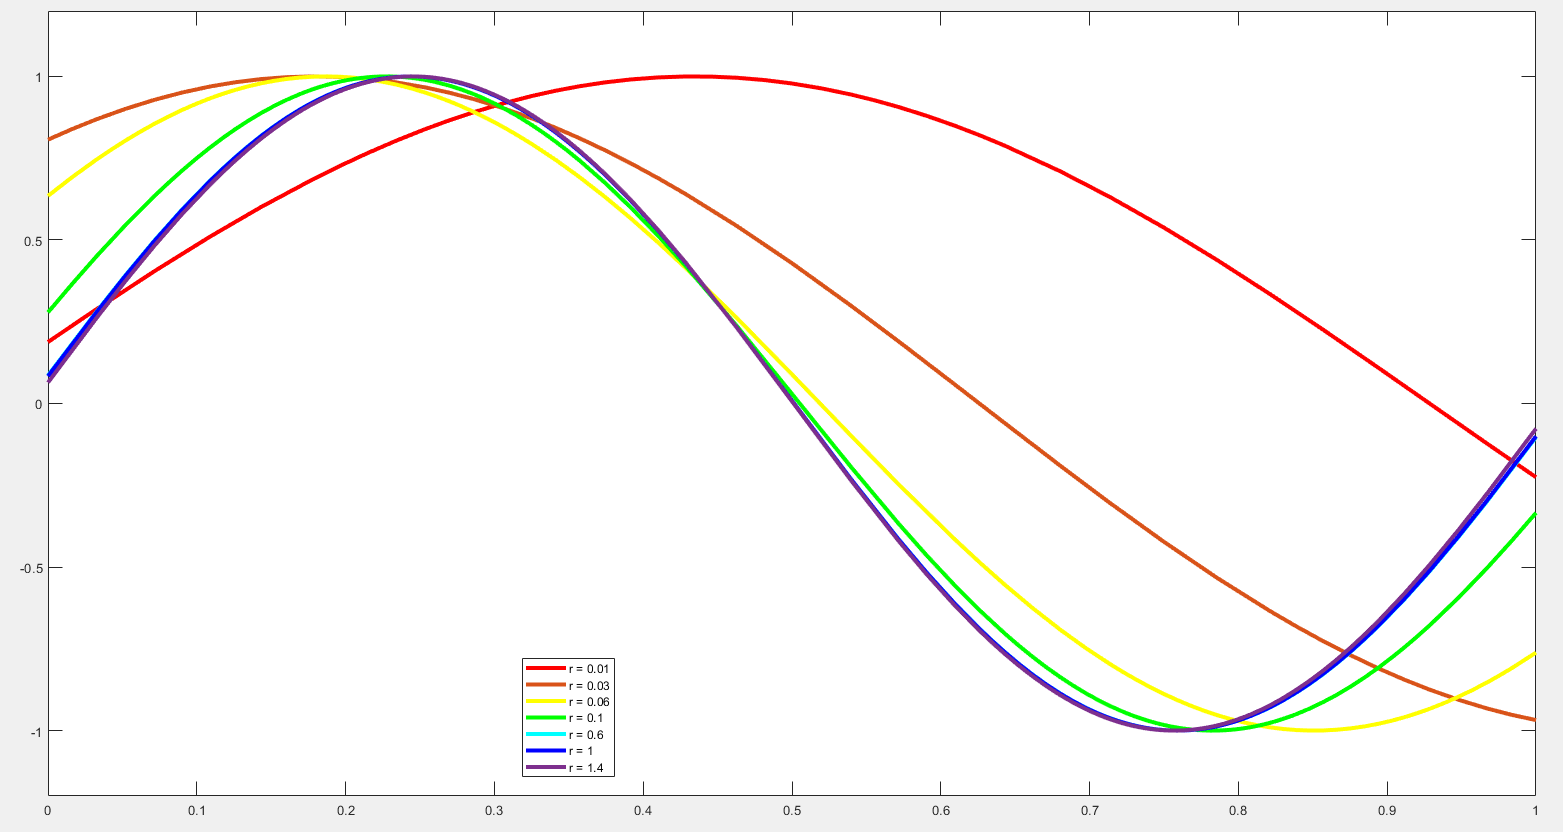 1
0.5
0
-0.5
-1
r = 0.01
r = 0.03
r = 0.06
r = 0.1
r = 0.6
r = 1
r = 1.4
0 0.1 0.2 0.3 0.4 0.5 0.6 0.7 0.8 0.9 1